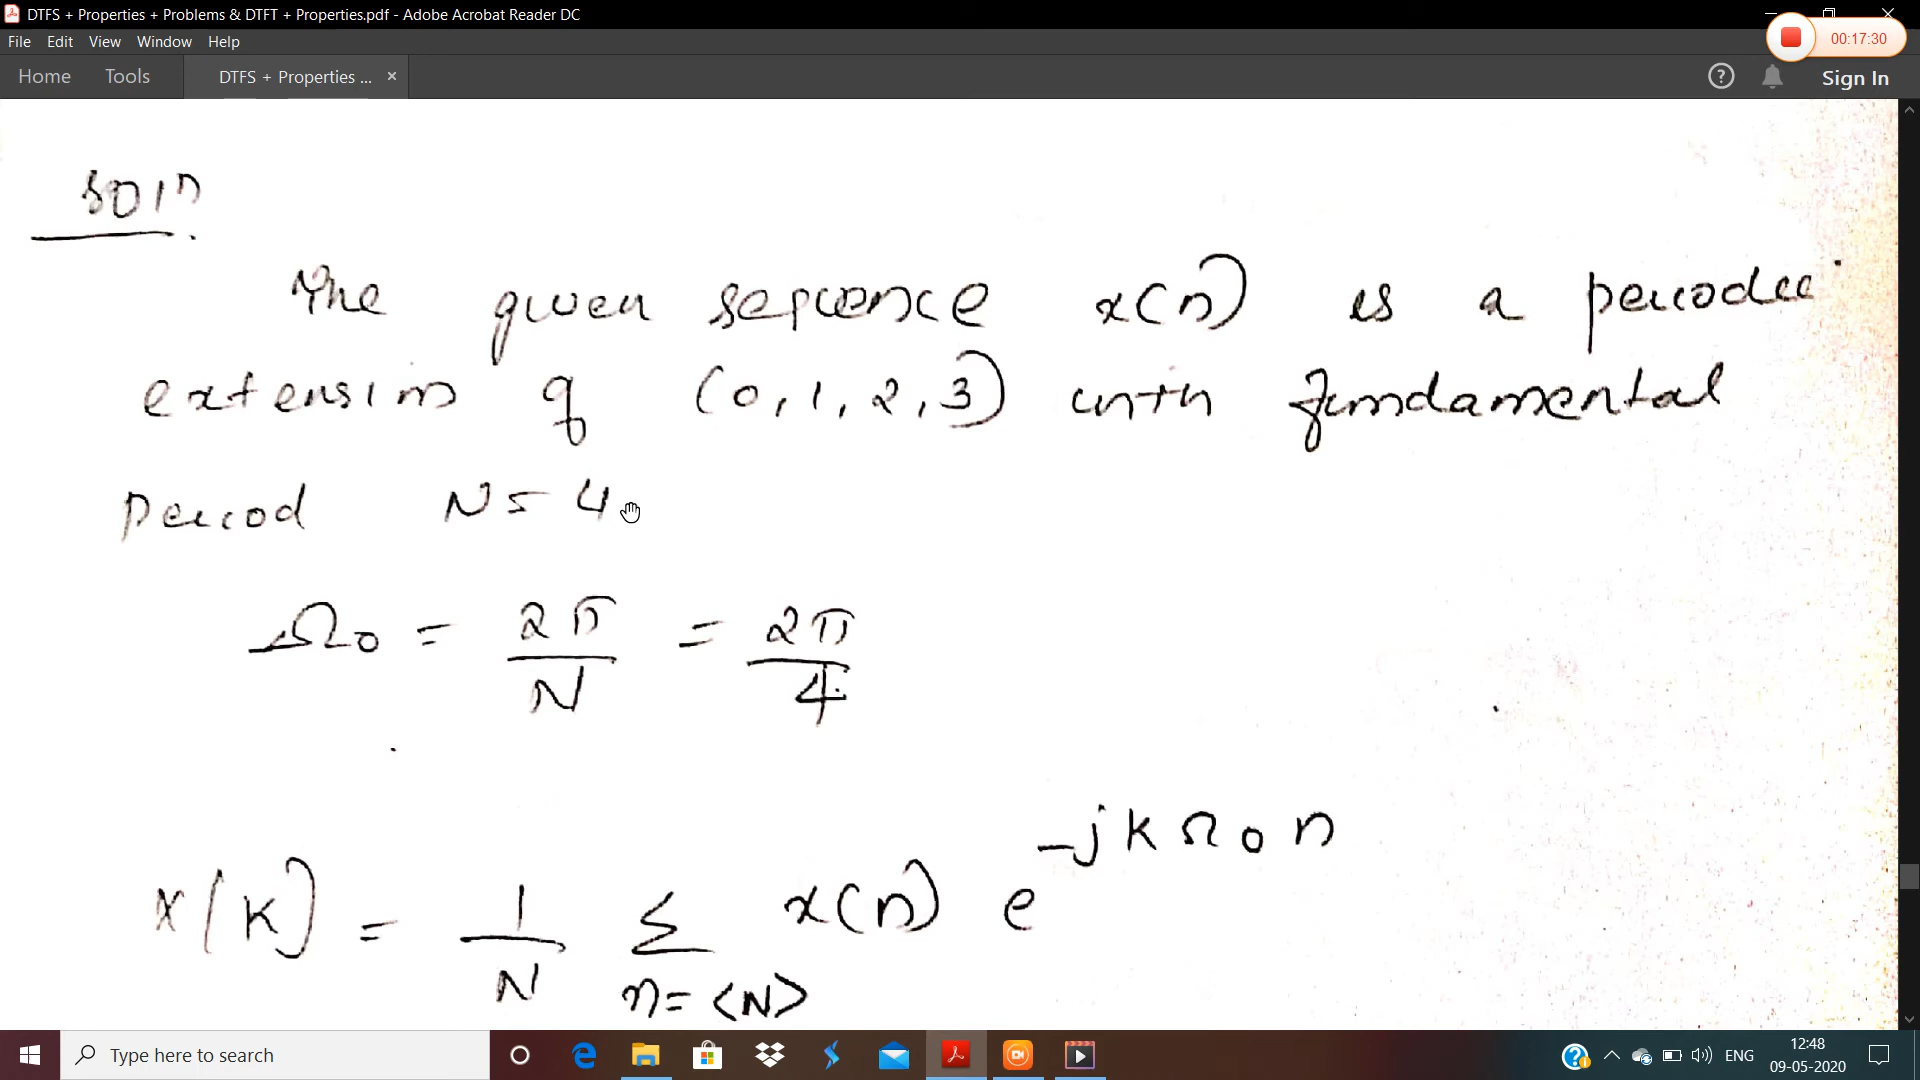 DTFS + Properties + Problems & DTFT + Properties.pdf - Adobe Acrobat Reader DC
File Edit View Window Help
00:17:30
Home Tools DTFS + Properties ... × ? Sign In
Soln
The given sequence x(n) is a periodic
extension of (0, 1, 2, 3) with fundamental
Period N = 4
Ω0 = 2π/N = 2π/4
X(K) = 1/N Σ n=<N> x(n) e^-jkΩ0n
Type here to search
ENG
12:48
09-05-2020